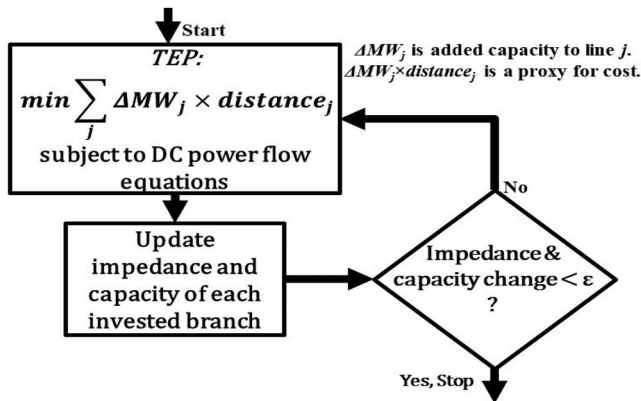 Start
TEP:
min ∑ ΔMW_j × distance_j
j
subject to DC power flow
equations
ΔMW_j is added capacity to line j.
ΔMW_j×distance_j is a proxy for cost.
No
Update
impedance and
capacity of each
invested branch
Impedance &
capacity change < ε
?
Yes, Stop